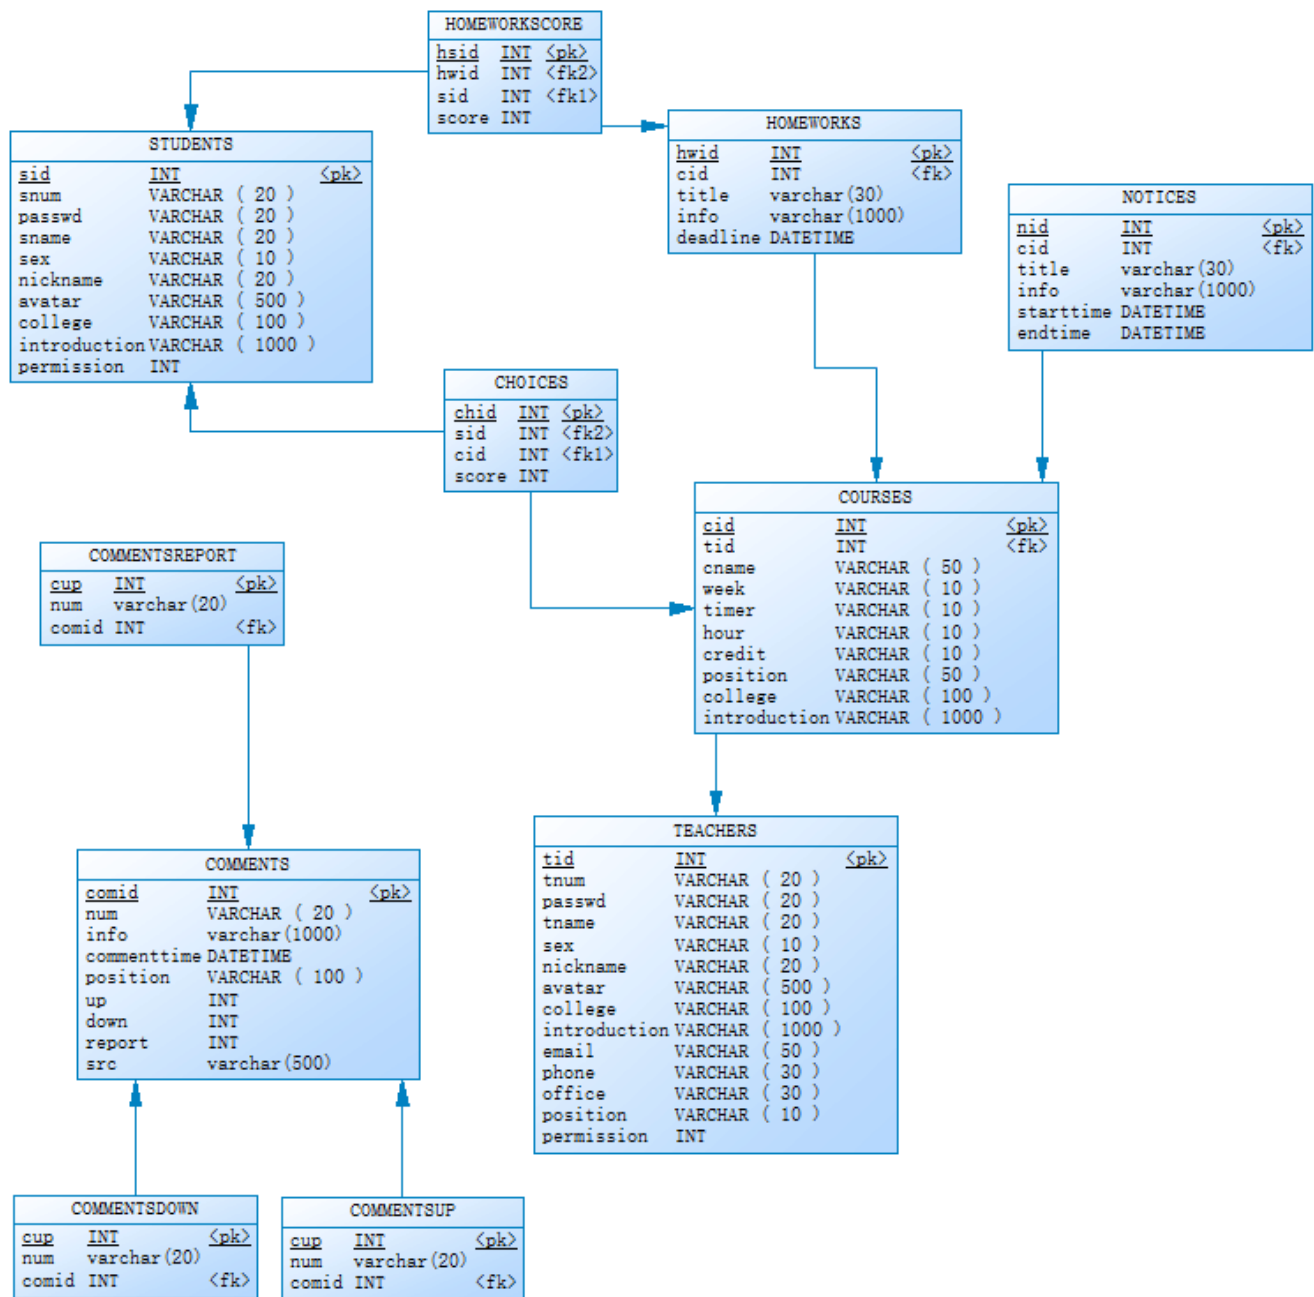 HOMEWORKSCORE
hsid INT <pk>
hwid INT <fk2>
sid INT <fk1>
score INT
STUDENTS
sid INT <pk>
snum VARCHAR ( 20 )
passwd VARCHAR ( 20 )
sname VARCHAR ( 20 )
sex VARCHAR ( 10 )
nickname VARCHAR ( 20 )
avatar VARCHAR ( 500 )
college VARCHAR ( 100 )
introduction VARCHAR ( 1000 )
permission INT
HOMEWORKS
hwid INT <pk>
cid INT <fk>
title varchar(30)
info varchar(1000)
deadline DATETIME
NOTICES
nid INT <pk>
cid INT <fk>
title varchar(30)
info varchar(1000)
starttime DATETIME
endtime DATETIME
CHOICES
chid INT <pk>
sid INT <fk2>
cid INT <fk1>
score INT
COURSES
cid INT <pk>
tid INT <fk>
cname VARCHAR ( 50 )
week VARCHAR ( 10 )
timer VARCHAR ( 10 )
hour VARCHAR ( 10 )
credit VARCHAR ( 10 )
position VARCHAR ( 50 )
college VARCHAR ( 100 )
introduction VARCHAR ( 1000 )
COMMENTSREPORT
cup INT <pk>
num varchar(20)
comid INT <fk>
TEACHERS
tid INT <pk>
tnum VARCHAR ( 20 )
passwd VARCHAR ( 20 )
tname VARCHAR ( 20 )
sex VARCHAR ( 10 )
nickname VARCHAR ( 20 )
avatar VARCHAR ( 500 )
college VARCHAR ( 100 )
introduction VARCHAR ( 1000 )
email VARCHAR ( 50 )
phone VARCHAR ( 30 )
office VARCHAR ( 30 )
position VARCHAR ( 10 )
permission INT
COMMENTS
comid INT <pk>
num VARCHAR ( 20 )
info varchar(1000)
commenttime DATETIME
position VARCHAR ( 100 )
up INT
down INT
report INT
src varchar(500)
COMMENTSDOWN
cup INT <pk>
num varchar(20)
comid INT <fk>
COMMENTSUP
cup INT <pk>
num varchar(20)
comid INT <fk>